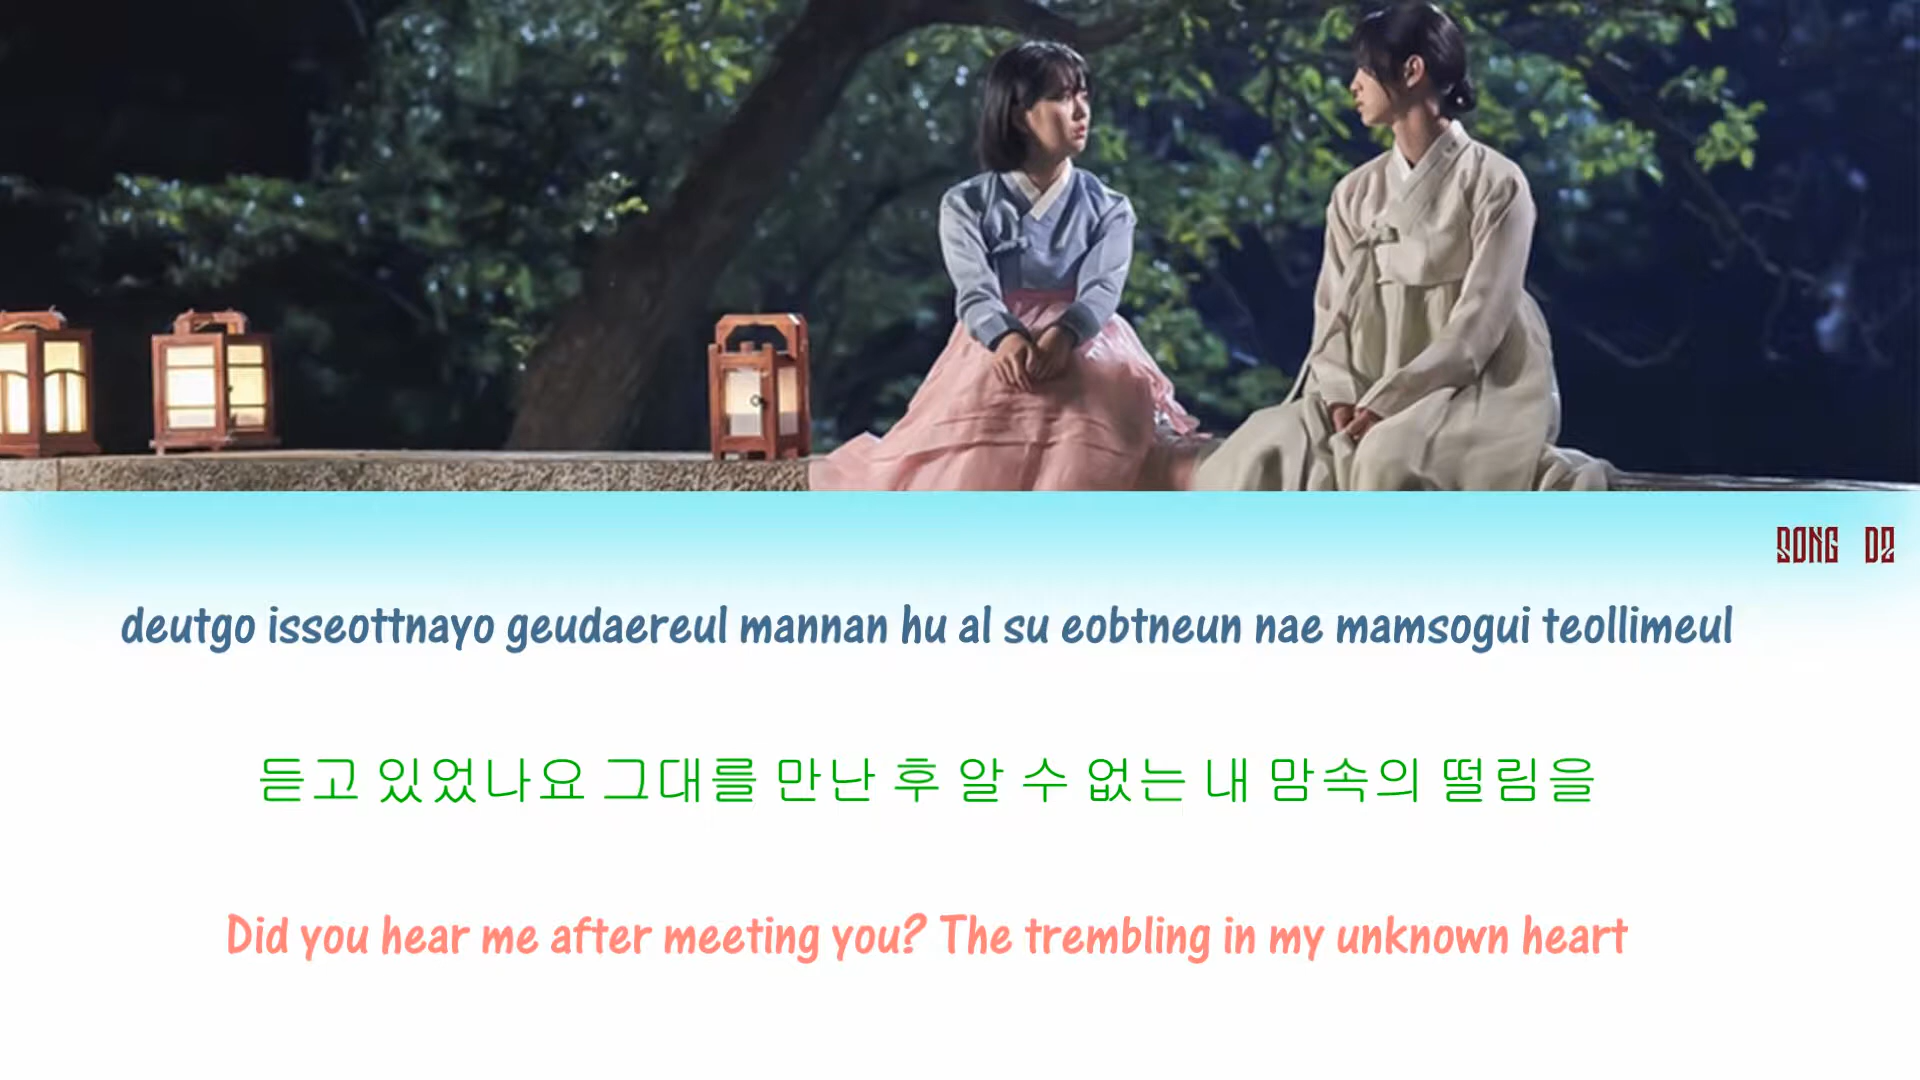 SONG DZ
deutgo isseottnayo geudaereul mannan hu al su eobtneun nae mamsogui teollimeul
듣고 있었나요 그대를 만난 후 알 수 없는 내 맘속의 떨림을
Did you hear me after meeting you? The trembling in my unknown heart